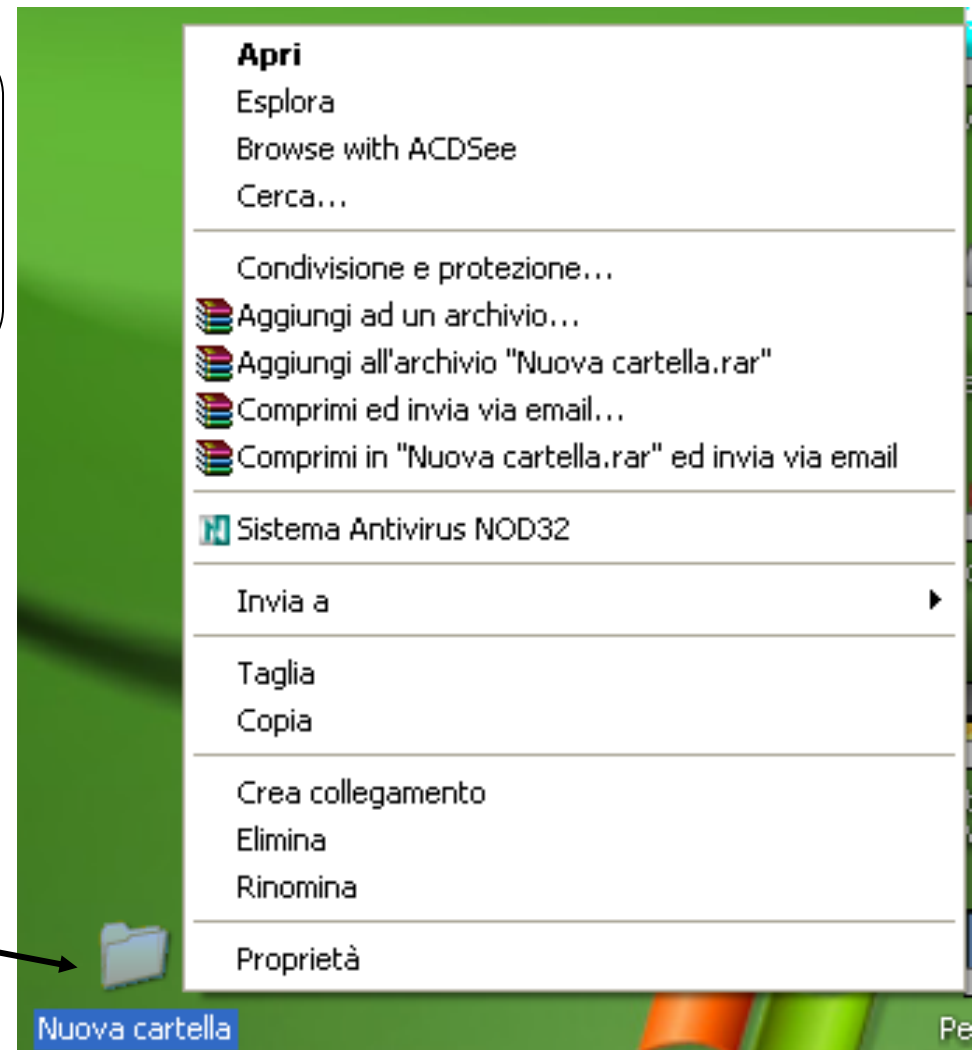 Apri
Esplora
Browse with ACDSee
Cerca...
Condivisione e protezione...
Aggiungi ad un archivio...
Aggiungi all'archivio "Nuova cartella.rar"
Comprimi ed invia via email...
Comprimi in "Nuova cartella.rar" ed invia via email
Sistema Antivirus NOD32
Invia a
Taglia
Copia
Crea collegamento
Elimina
Rinomina
Proprietà
Nuova cartella
Pe